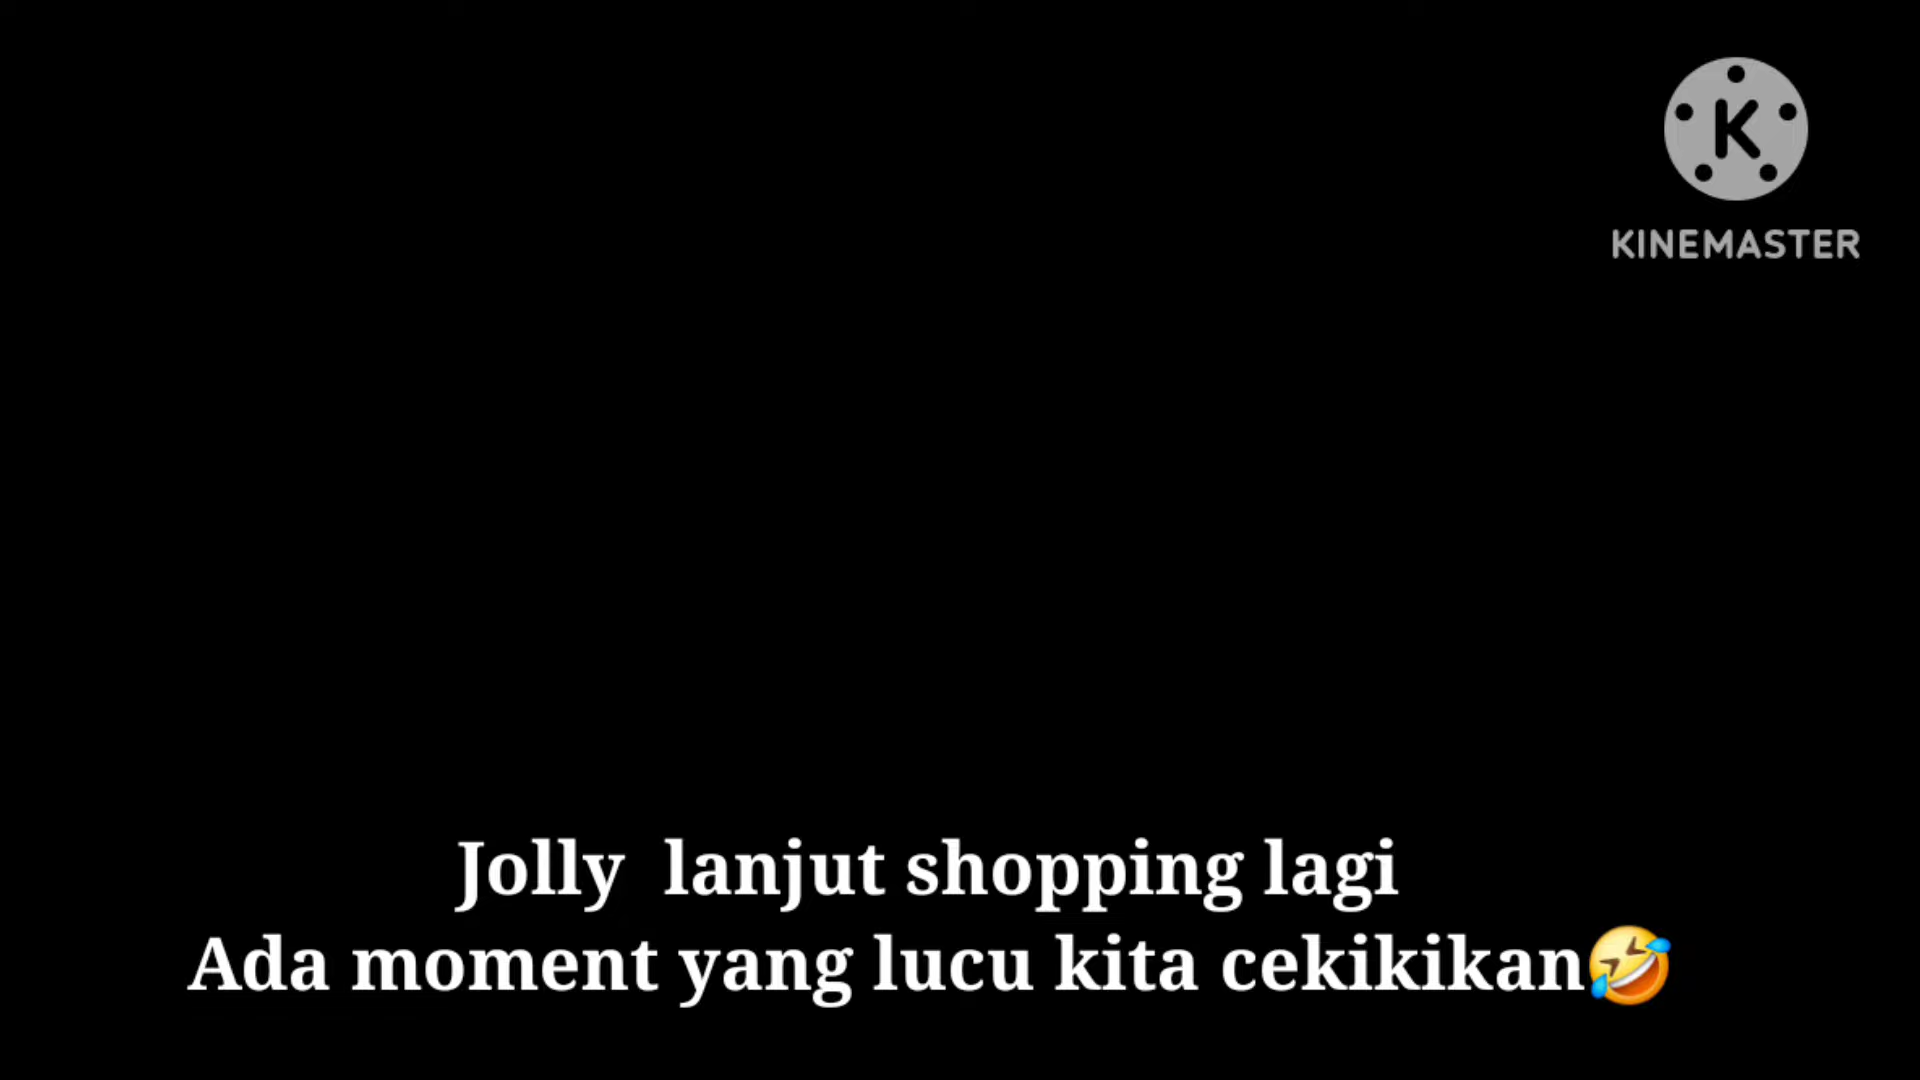 K
KINEMASTER
Jolly  lanjut shopping lagi
Ada moment yang lucu kita cekikikan🤣